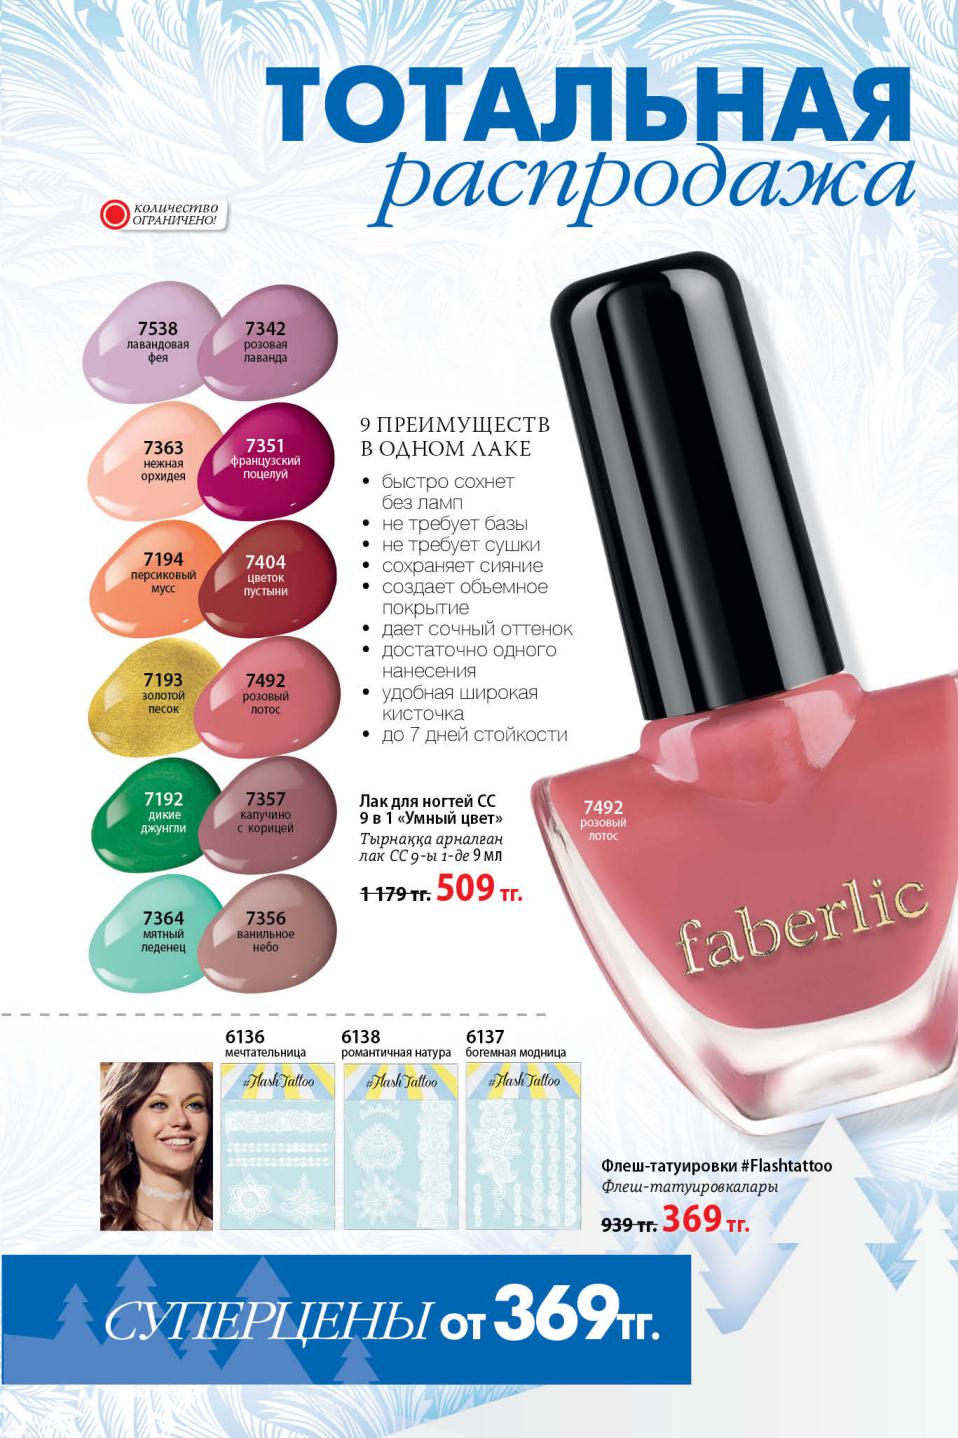 ТОТАЛЬНАЯ
распродажа
КОЛИЧЕСТВО
ОГРАНИЧЕНО!
7538
лавандовая
фея
7342
розовая
лаванда
7363
нежная
орхидея
7351
французский
поцелуй
7194
персиковый
мусс
7404
цветок
пустыни
7193
золотой
песок
7492
розовый
лотос
7192
дикие
джунгли
7357
капучино
с корицей
7364
мятный
леденец
7356
ванильное
небо
9 ПРЕИМУЩЕСТВ
В ОДНОМ ЛАКЕ
• быстро сохнет
без ламп
• не требует базы
• не требует сушки
• сохраняет сияние
• создает объемное
покрытие
• дает сочный оттенок
• достаточно одного
нанесения
• удобная широкая
кисточка
• до 7 дней стойкости
Лак для ногтей СС
9 в 1 «Умный цвет»
Тырнаққа арналған
лак СС 9-ы 1-де 9 мл
1 179 тг. 509 тг.
7492
розовый
лотос
faberlic
6136
мечтательница
6138
романтичная натура
6137
богемная модница
#FlashTattoo
#FlashTattoo
#FlashTattoo
Флеш-татуировки #Flashtattoo
Флеш-татуировкалары
939 тг. 369 тг.
СУПЕРЦЕНЫ от 369тг.